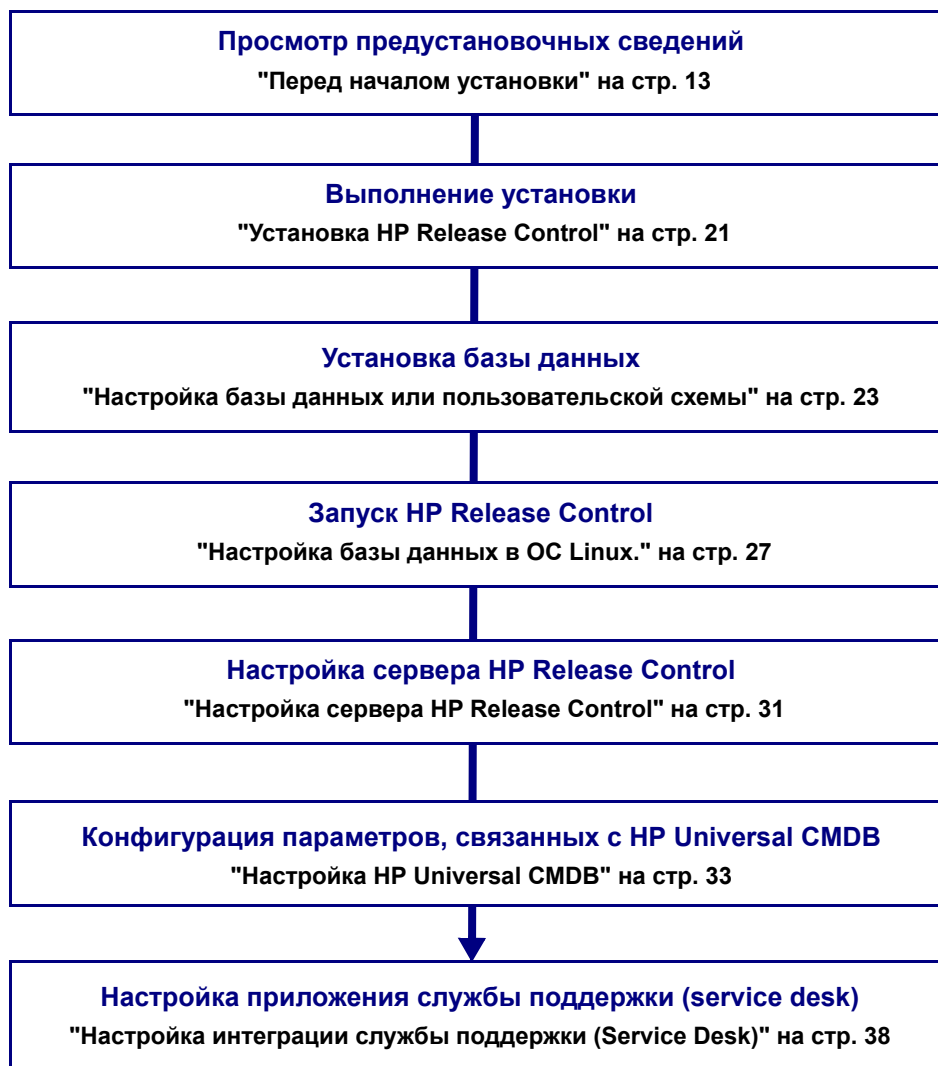 Просмотр предустановочных сведений
"Перед началом установки" на стр. 13
Выполнение установки
"Установка HP Release Control" на стр. 21
Установка базы данных
"Настройка базы данных или пользовательской схемы" на стр. 23
Запуск HP Release Control
"Настройка базы данных в ОС Linux." на стр. 27
Настройка сервера HP Release Control
"Настройка сервера HP Release Control" на стр. 31
Конфигурация параметров, связанных с HP Universal CMDB
"Настройка HP Universal CMDB" на стр. 33
Настройка приложения службы поддержки (service desk)
"Настройка интеграции службы поддержки (Service Desk)" на стр. 38